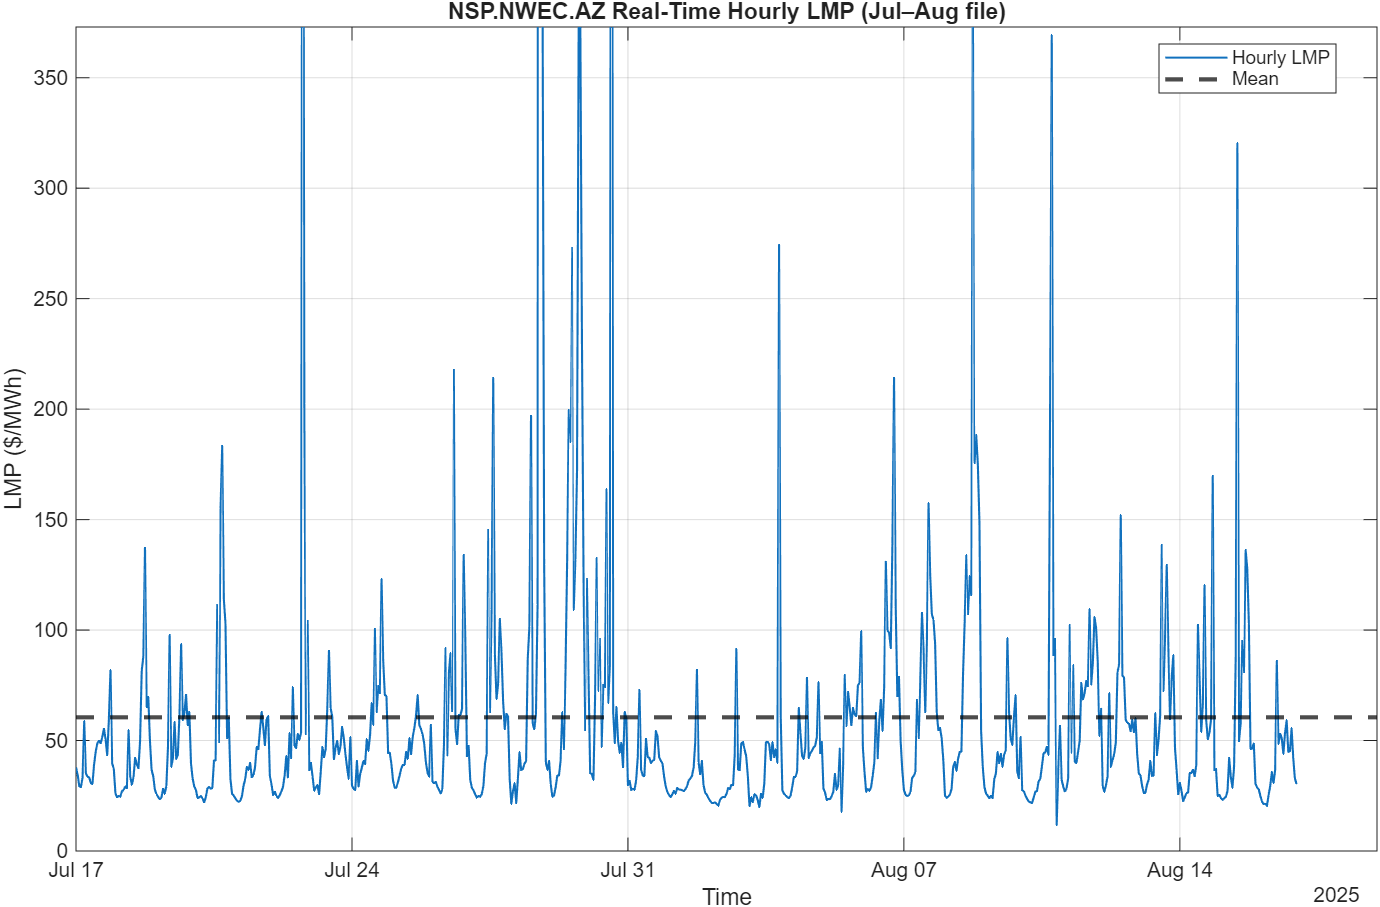 NSP.NWEC.AZ Real-Time Hourly LMP (Jul–Aug file)
Hourly LMP
Mean
LMP ($/MWh)
350
300
250
200
150
100
50
0
Jul 17
Jul 24
Jul 31
Aug 07
Aug 14
Time
2025